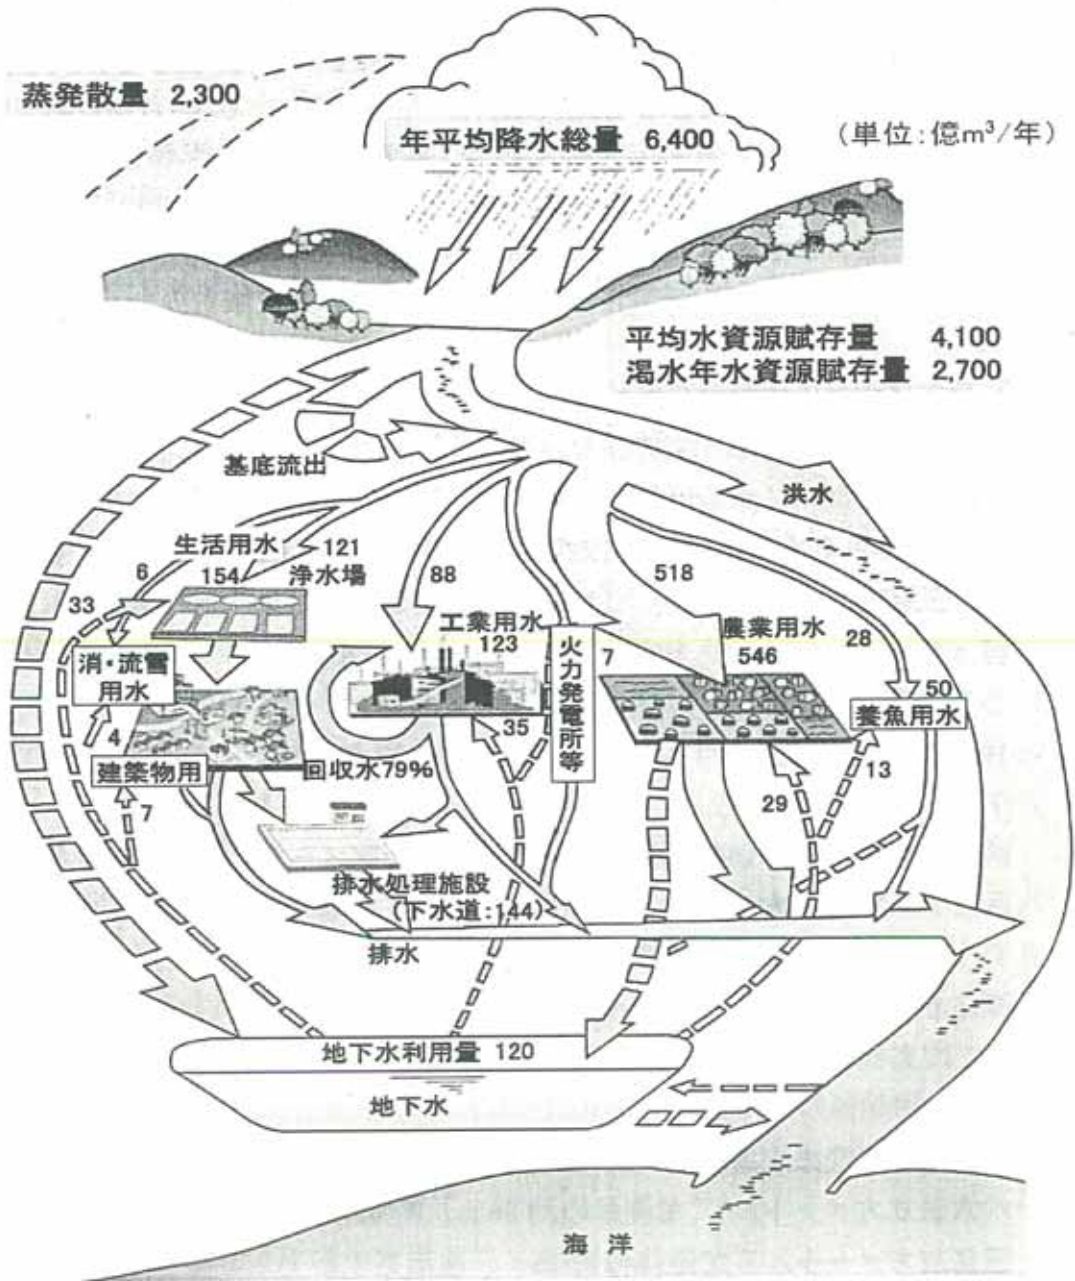 蒸発散量 2,300
年平均降水総量 6,400
(単位:億m³/年)
平均水資源賦存量 4,100
渇水年水資源賦存量 2,700
基底流出
洪水
生活用水
121
154
浄水場
6
33
88
518
工業用水
123
農業用水
546
28
火力発電所等
7
消・流雪
用水
50
養魚用水
4
35
建築物用
回収水79%
13
7
29
排水処理施設
(下水道:144)
排水
地下水利用量 120
地下水
海洋